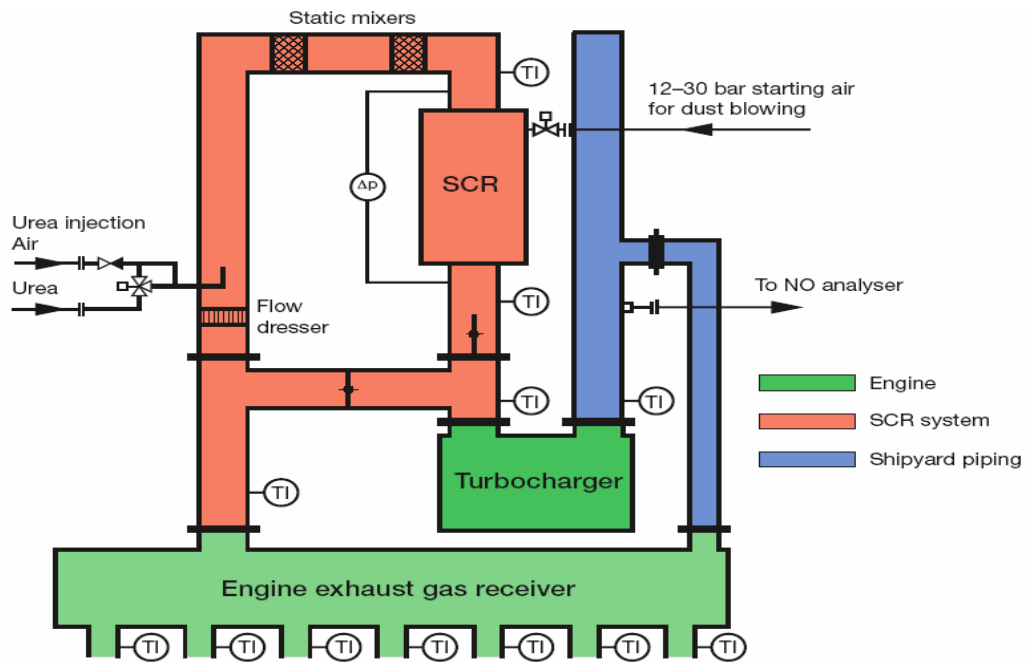 Static mixers
TI
12–30 bar starting air
for dust blowing
Δp
SCR
Urea injection
Air
Urea
Flow
dresser
TI
To NO analyser
TI
TI
Engine
SCR system
Shipyard piping
Turbocharger
TI
Engine exhaust gas receiver
TI
TI
TI
TI
TI
TI
TI